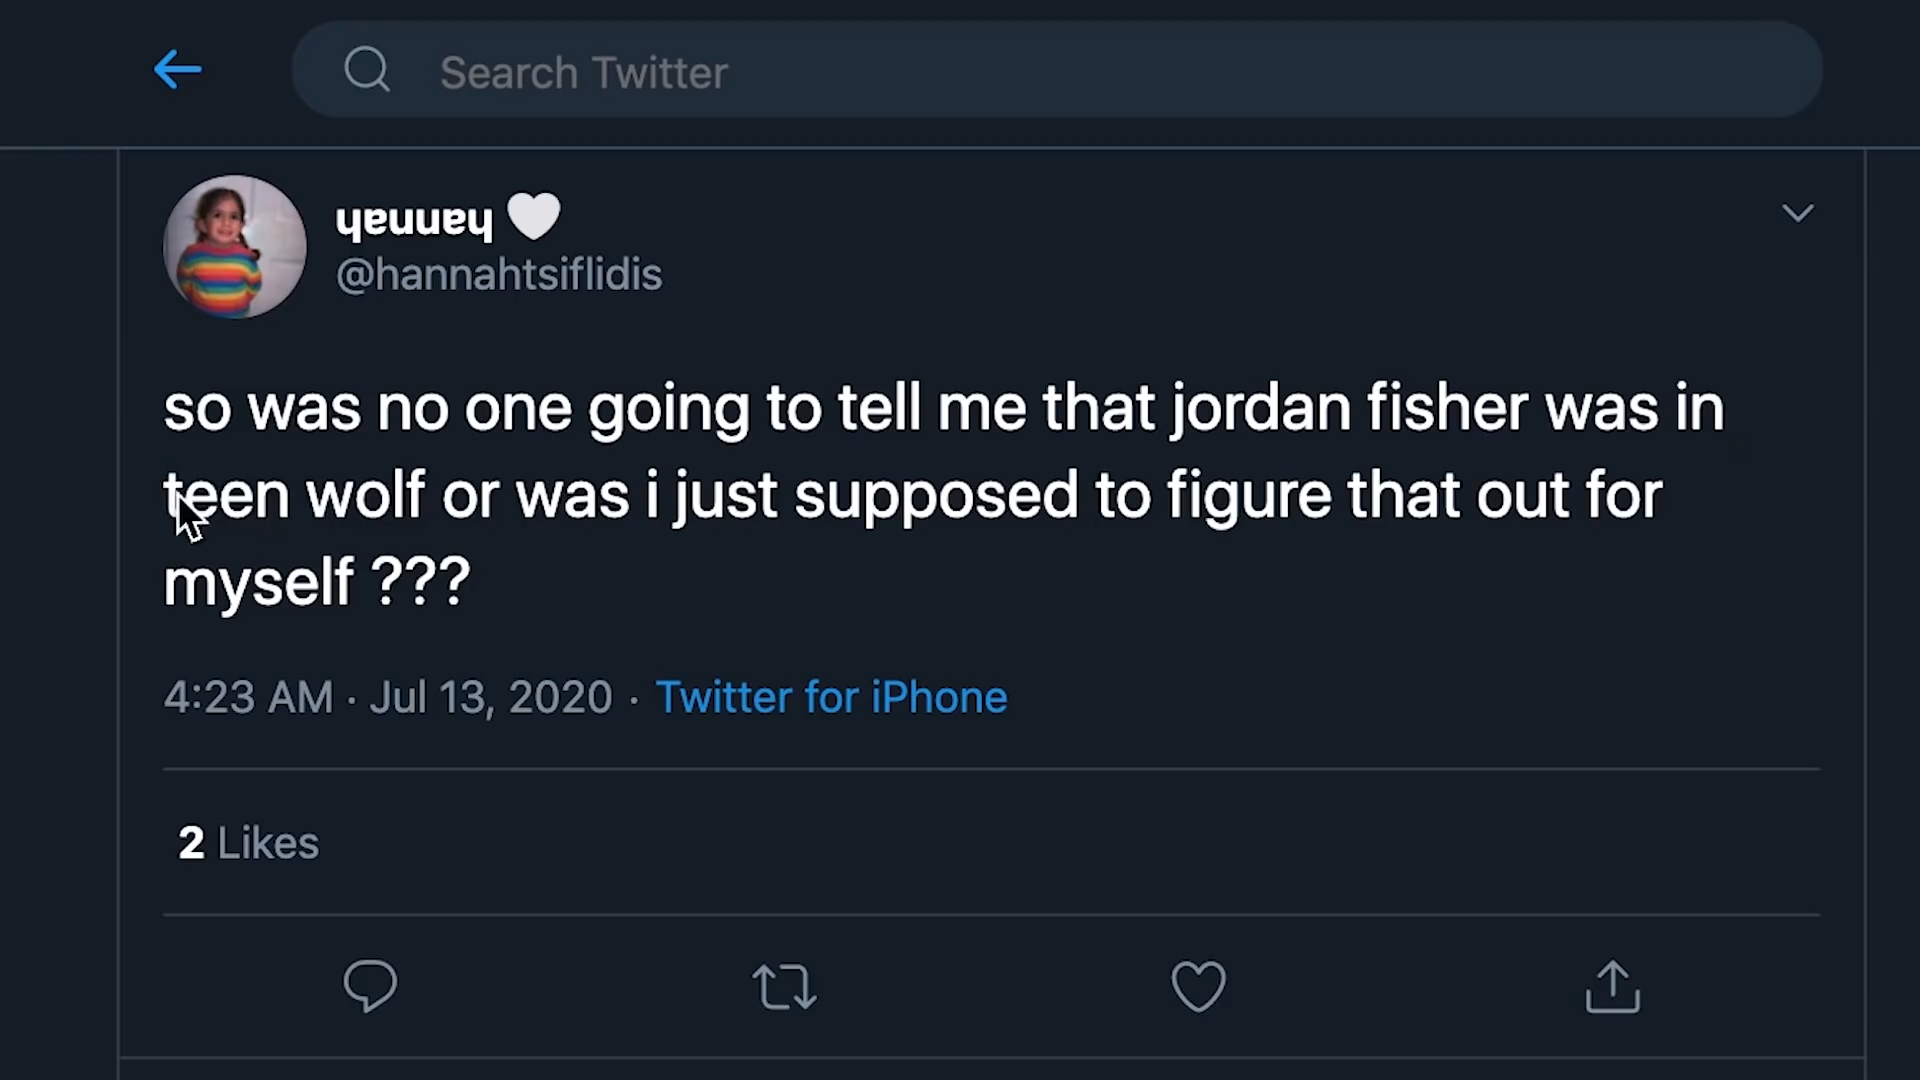 Search Twitter
ɥɐuuɐɥ 🤍
@hannahtsiflidis
so was no one going to tell me that jordan fisher was in
teen wolf or was i just supposed to figure that out for
myself ???
4:23 AM · Jul 13, 2020 · Twitter for iPhone
2 Likes